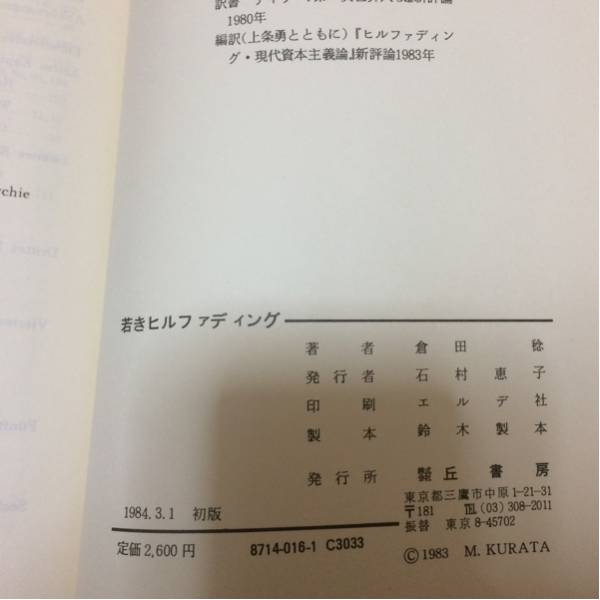 1980年
編訳(上条勇とともに)『ヒルファディン
グ・現代資本主義論』新評論1983年
rchie
若きヒルファディング
著者 倉田稔
発行者 石村恵子
印刷 エルデ社
製本 鈴木製本
発行所 丘書房
東京都三鷹市中原1-21-31
〒181 TEL(03)308-2011
振替 東京8-45702
1984.3.1 初版
定価2,600円
8714-016-1 C3033
©1983 M. KURATA